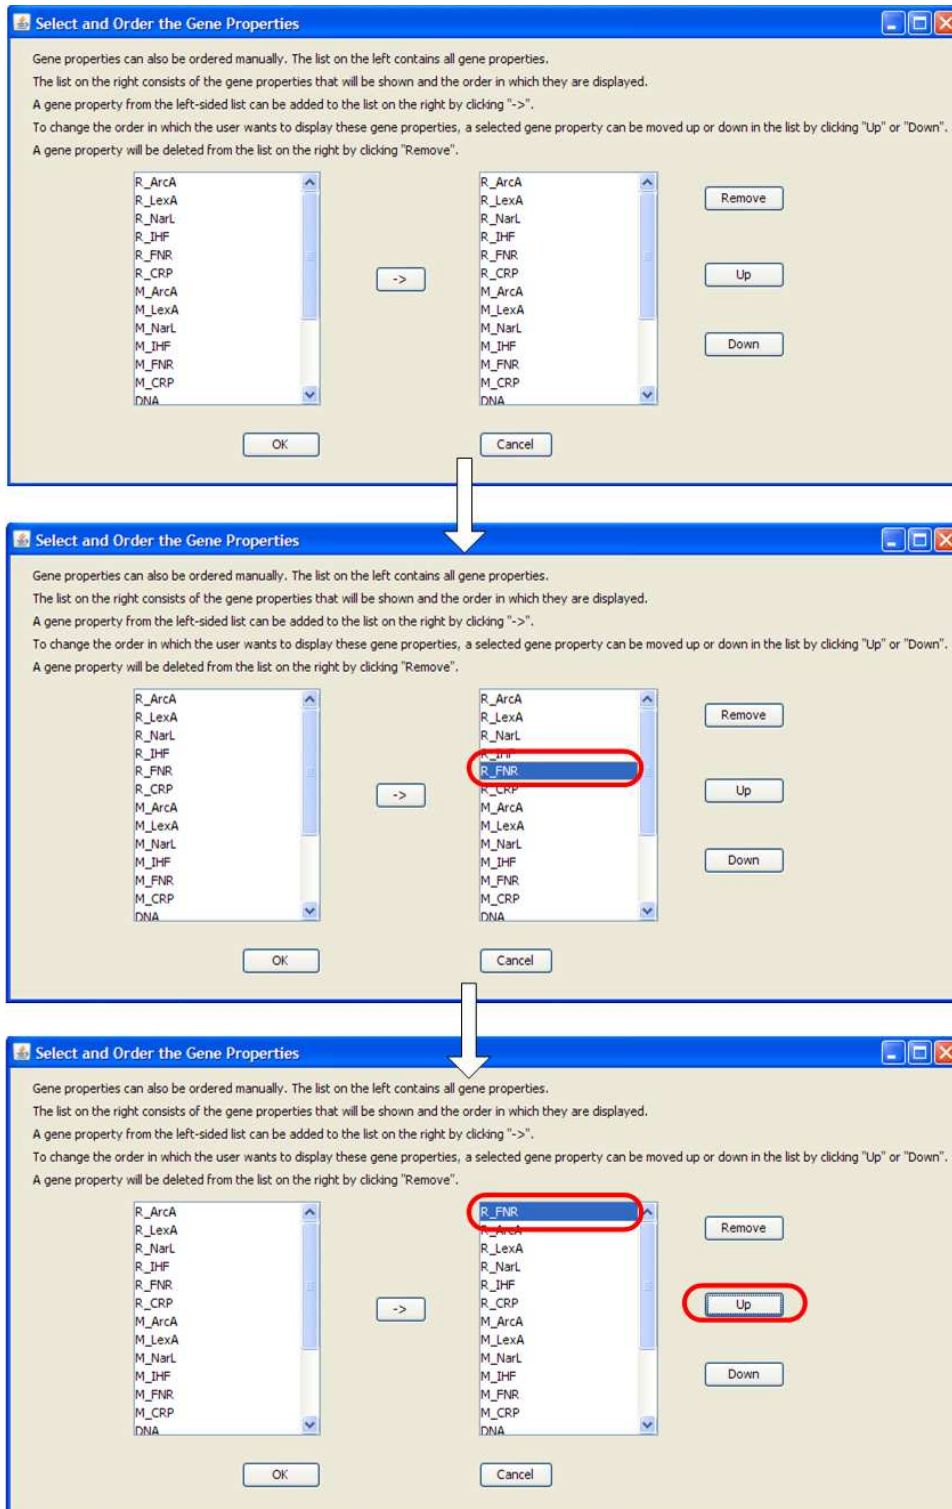 Select and Order the Gene Properties
Gene properties can also be ordered manually. The list on the left contains all gene properties.
The list on the right consists of the gene properties that will be shown and the order in which they are displayed.
A gene property from the left-sided list can be added to the list on the right by clicking "->".
To change the order in which the user wants to display these gene properties, a selected gene property can be moved up or down in the list by clicking "Up" or "Down".
A gene property will be deleted from the list on the right by clicking "Remove".
R_ArcA
R_LexA
R_NarL
R_IHF
R_FNR
R_CRP
M_ArcA
M_LexA
M_NarL
M_IHF
M_FNR
M_CRP
DNA
->
R_ArcA
R_LexA
R_NarL
R_IHF
R_FNR
R_CRP
M_ArcA
M_LexA
M_NarL
M_IHF
M_FNR
M_CRP
DNA
Remove
Up
Down
OK
Cancel
Select and Order the Gene Properties
Gene properties can also be ordered manually. The list on the left contains all gene properties.
The list on the right consists of the gene properties that will be shown and the order in which they are displayed.
A gene property from the left-sided list can be added to the list on the right by clicking "->".
To change the order in which the user wants to display these gene properties, a selected gene property can be moved up or down in the list by clicking "Up" or "Down".
A gene property will be deleted from the list on the right by clicking "Remove".
R_ArcA
R_LexA
R_NarL
R_IHF
R_FNR
R_CRP
M_ArcA
M_LexA
M_NarL
M_IHF
M_FNR
M_CRP
DNA
->
R_ArcA
R_LexA
R_NarL
R_IHF
R_FNR
R_CRP
M_ArcA
M_LexA
M_NarL
M_IHF
M_FNR
M_CRP
DNA
Remove
Up
Down
OK
Cancel
Select and Order the Gene Properties
Gene properties can also be ordered manually. The list on the left contains all gene properties.
The list on the right consists of the gene properties that will be shown and the order in which they are displayed.
A gene property from the left-sided list can be added to the list on the right by clicking "->".
To change the order in which the user wants to display these gene properties, a selected gene property can be moved up or down in the list by clicking "Up" or "Down".
A gene property will be deleted from the list on the right by clicking "Remove".
R_ArcA
R_LexA
R_NarL
R_IHF
R_FNR
R_CRP
M_ArcA
M_LexA
M_NarL
M_IHF
M_FNR
M_CRP
DNA
->
R_FNR
R_ArcA
R_LexA
R_NarL
R_IHF
R_CRP
M_ArcA
M_LexA
M_NarL
M_IHF
M_FNR
M_CRP
DNA
Remove
Up
Down
OK
Cancel